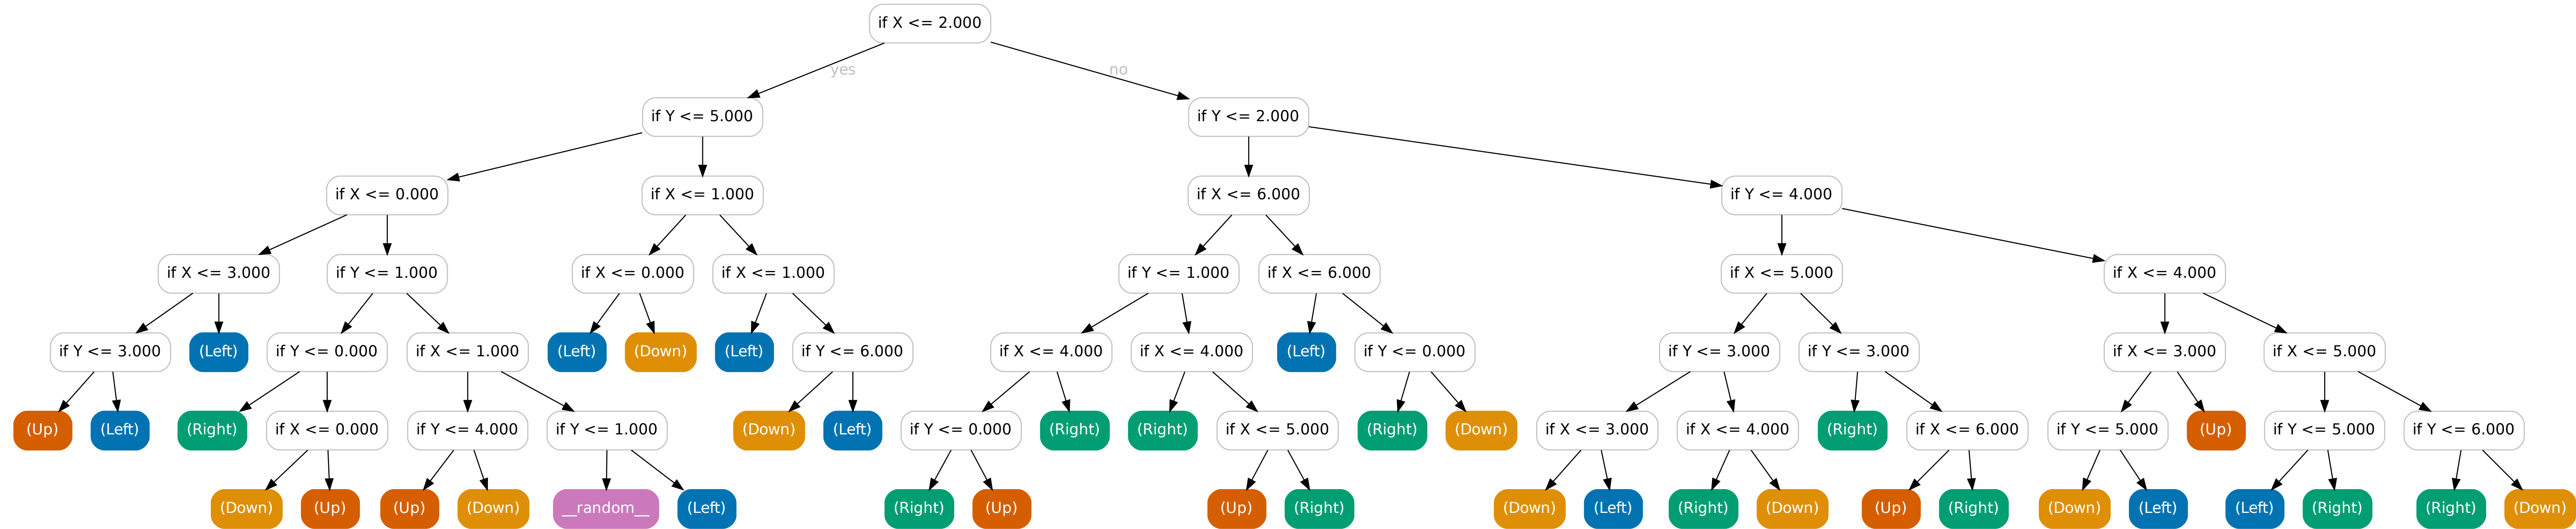 if X <= 2.000
yes
no
if Y <= 5.000
if Y <= 2.000
if X <= 0.000
if X <= 1.000
if X <= 6.000
if Y <= 4.000
if X <= 3.000
if Y <= 1.000
if X <= 0.000
if X <= 1.000
if Y <= 1.000
if X <= 6.000
if X <= 5.000
if X <= 4.000
if Y <= 3.000
(Left)
if Y <= 0.000
if X <= 1.000
(Left)
(Down)
(Left)
if Y <= 6.000
if X <= 4.000
if X <= 4.000
(Left)
if Y <= 0.000
if Y <= 3.000
if Y <= 3.000
if X <= 3.000
if X <= 5.000
(Up)
(Left)
(Right)
if X <= 0.000
if Y <= 4.000
if Y <= 1.000
(Down)
(Left)
if Y <= 0.000
(Right)
(Right)
if X <= 5.000
(Right)
(Down)
if X <= 3.000
if X <= 4.000
(Right)
if X <= 6.000
if Y <= 5.000
(Up)
if Y <= 5.000
if Y <= 6.000
(Down)
(Up)
(Up)
(Down)
__random__
(Left)
(Right)
(Up)
(Up)
(Right)
(Down)
(Left)
(Right)
(Down)
(Up)
(Right)
(Down)
(Left)
(Left)
(Right)
(Right)
(Down)